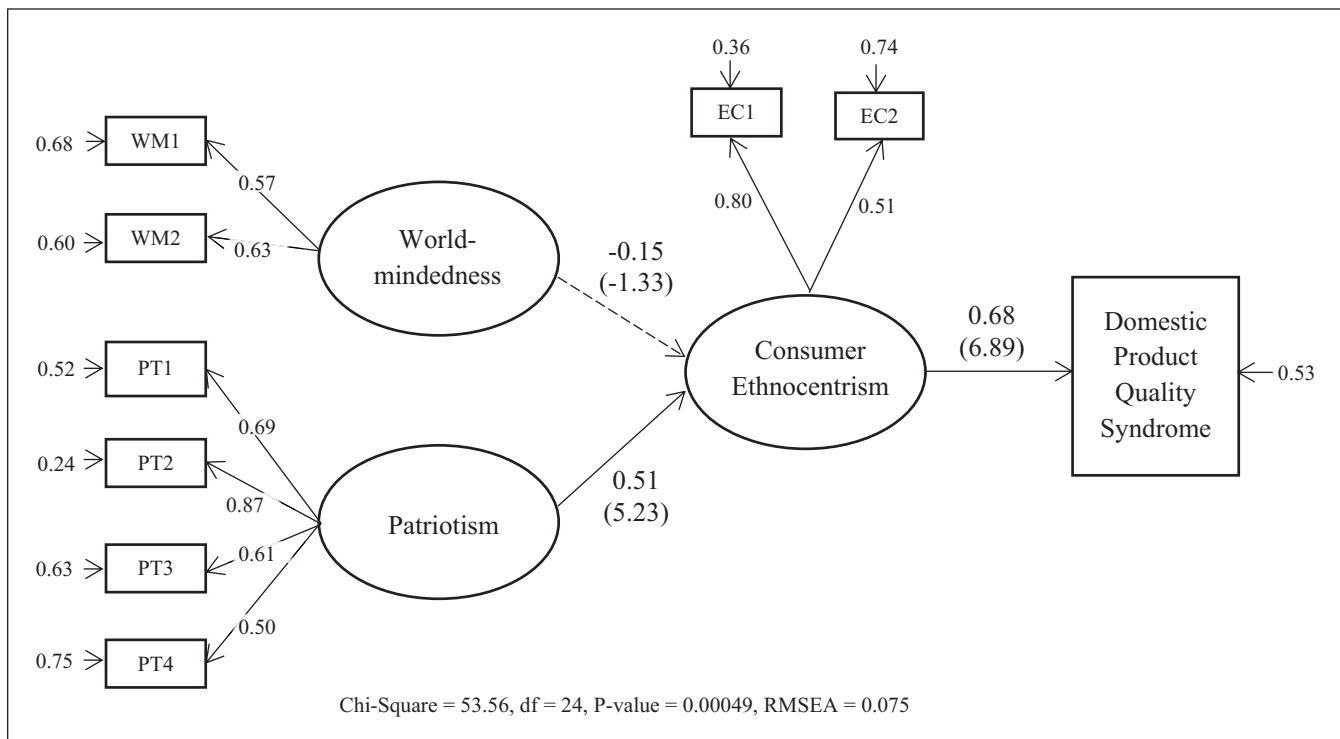 0.36
0.74
EC1
EC2
0.80
0.51
0.68
WM1
0.57
0.60
WM2
0.63
World-
mindedness
-0.15
(-1.33)
Consumer
Ethnocentrism
0.68
(6.89)
Domestic
Product
Quality
Syndrome
0.53
0.52
PT1
0.69
0.24
PT2
0.87
Patriotism
0.51
(5.23)
0.63
PT3
0.61
0.75
PT4
0.50
Chi-Square = 53.56, df = 24, P-value = 0.00049, RMSEA = 0.075